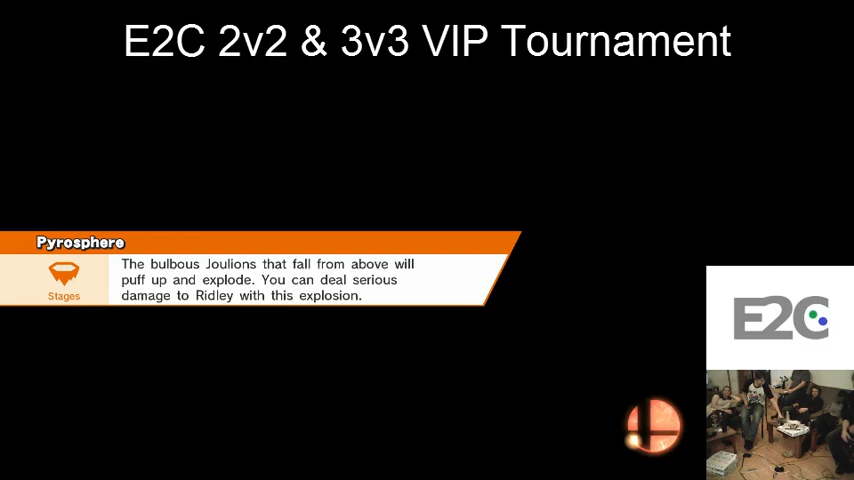 E2C 2v2 & 3v3 VIP Tournament
Pyrosphere
The bulbous Joulions that fall from above will
puff up and explode. You can deal serious
damage to Ridley with this explosion.
Stages
E2C